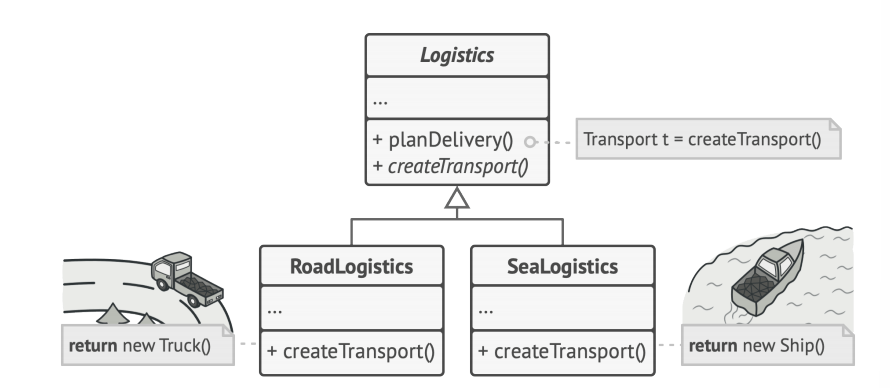 Logistics
...
+ planDelivery()
+ createTransport()
Transport t = createTransport()
RoadLogistics
...
+ createTransport()
SeaLogistics
...
+ createTransport()
return new Truck()
return new Ship()